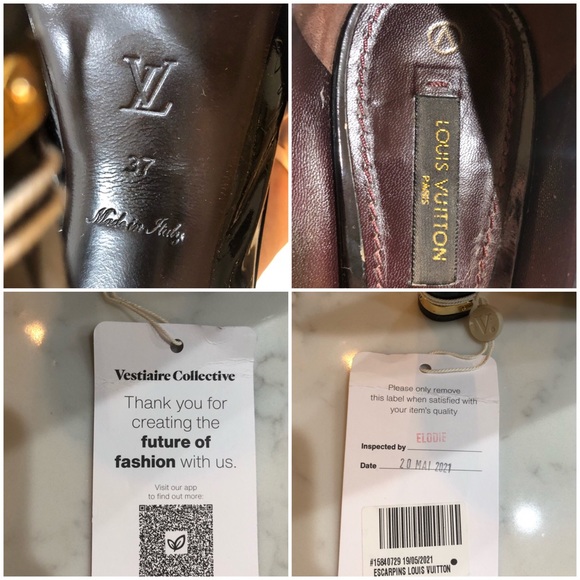 LV
37
Made in Italy
LOUIS VUITTON
PARIS
Vestiaire Collective
Thank you for
creating the
future of
fashion with us.
Visit our app
to find out more:
Please only remove
this label when satisfied with
your item's quality
ELODIE
Inspected by
Date 20 MAI 2021
#15840729 19/05/2021
ESCARPINS LOUIS VUITTON